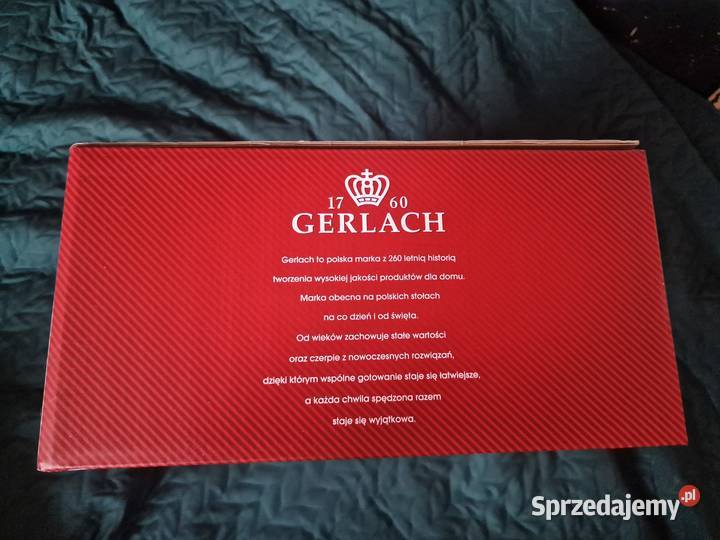 17 60
GERLACH
Gerlach to polska marka z 260 letnią historią
tworzenia wysokiej jakości produktów dla domu.
Marka obecna na polskich stołach
na co dzień i od święta.
Od wieków zachowuje stałe wartości
oraz czerpie z nowoczesnych rozwiązań,
dzięki którym wspólne gotowanie staje się łatwiejsze,
a każda chwila spędzona razem
staje się wyjątkowa.
Sprzedajemy.pl